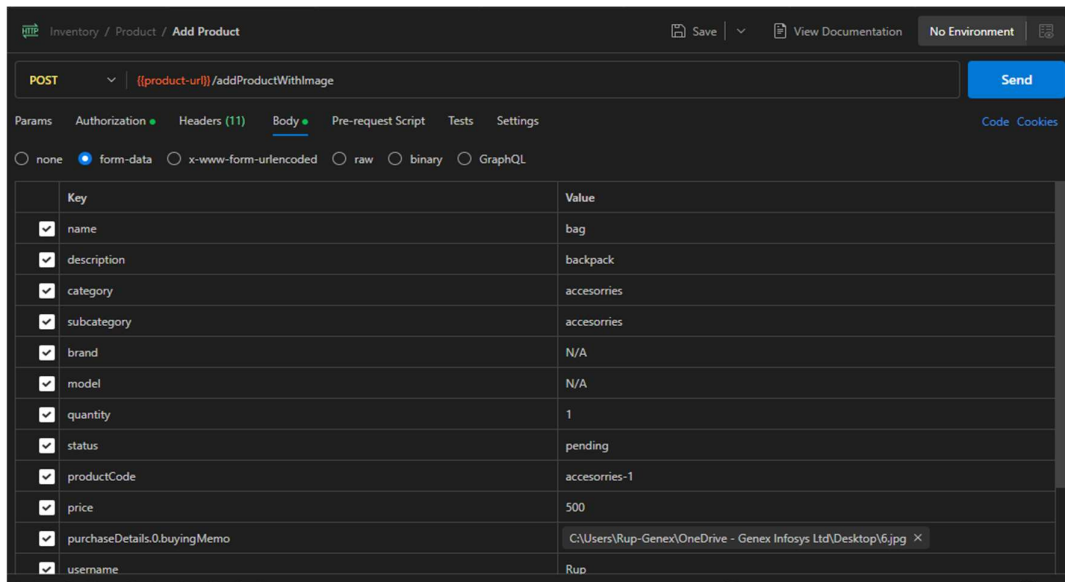 HTTP Inventory / Product / Add Product Save View Documentation No Environment
POST {{product-url}}/addProductWithImage Send
Params Authorization Headers (11) Body Pre-request Script Tests Settings Code Cookies
none form-data x-www-form-urlencoded raw binary GraphQL
Key Value
name bag
description backpack
category accesorries
subcategory accesorries
brand N/A
model N/A
quantity 1
status pending
productCode accesorries-1
price 500
purchaseDetails.0.buyingMemo C:\Users\Rup-Genex\OneDrive - Genex Infosys Ltd\Desktop\6.jpg
username Rup